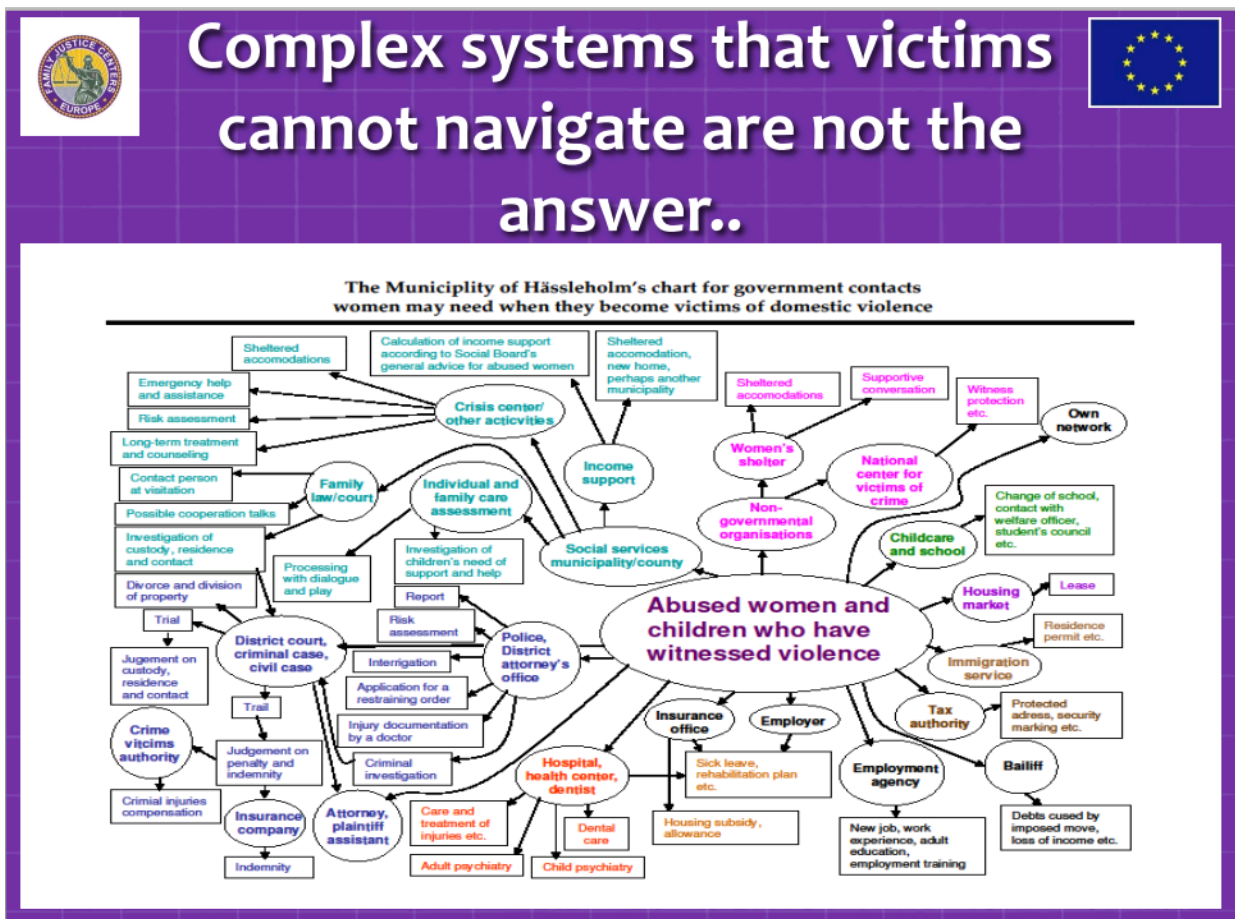 FAMILY JUSTICE CENTERS
EUROPE
Complex systems that victims
cannot navigate are not the
answer..
The Municiplity of Hässleholm's chart for government contacts
women may need when they become victims of domestic violence
Sheltered
accomodations
Calculation of income support
according to Social Board's
general advice for abused women
Sheltered
accomodation,
new home,
perhaps another
municipality
Emergency help
and assistance
Risk assessment
Long-term treatment
and counseling
Crisis center/
other acticvities
Sheltered
accomodations
Supportive
conversation
Witness
protection
etc.
Own
network
Contact person
at visitation
Possible cooperation talks
Investigation of
custody, residence
and contact
Family
law/court
Individual and
family care
assessment
Income
support
Women's
shelter
National
center for
victims of
crime
Non-
governmental
organisations
Change of school,
contact with
welfare officer,
student's council
etc.
Childcare
and school
Processing
with dialogue
and play
Investigation of
children's need of
support and help
Social services
municipality/county
Divorce and division
of property
Trial
Jugement on
custody,
residence
and contact
District court,
criminal case,
civil case
Report
Risk
assessment
Interrigation
Application for a
restraining order
Injury documentation
by a doctor
Criminal
investigation
Police,
District
attorney's
office
Abused women and
children who have
witnessed violence
Housing
market
Lease
Residence
permit etc.
Immigration
service
Tax
authority
Protected
adress, security
marking etc.
Trail
Crime
vitcims
authority
Judgement on
penalty and
indemnity
Crimial injuries
compensation
Insurance
company
Indemnity
Attorney,
plaintiff
assistant
Insurance
office
Employer
Hospital,
health center,
dentist
Sick leave,
rehabilitation plan
etc.
Care and
treatment of
injuries etc.
Dental
care
Housing subsidy,
allowance
Adult psychiatry
Child psychiatry
Employment
agency
Bailiff
New job, work
experience, adult
education,
employment training
Debts cused by
imposed move,
loss of income etc.